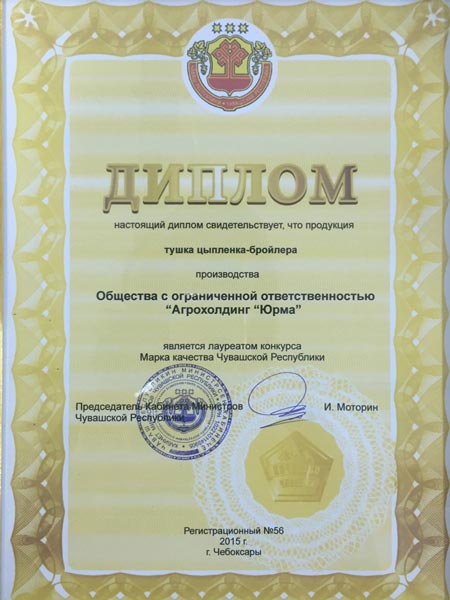 ДИПЛОМ
настоящий диплом свидетельствует, что продукция
тушка цыпленка-бройлера
производства
Общества с ограниченной ответственностью
“Агрохолдинг “Юрма”
является лауреатом конкурса
Марка качества Чувашской Республики
Председатель Кабинета Министров
Чувашской Республики
И. Моторин
Регистрационный №56
2015 г.
г. Чебоксары